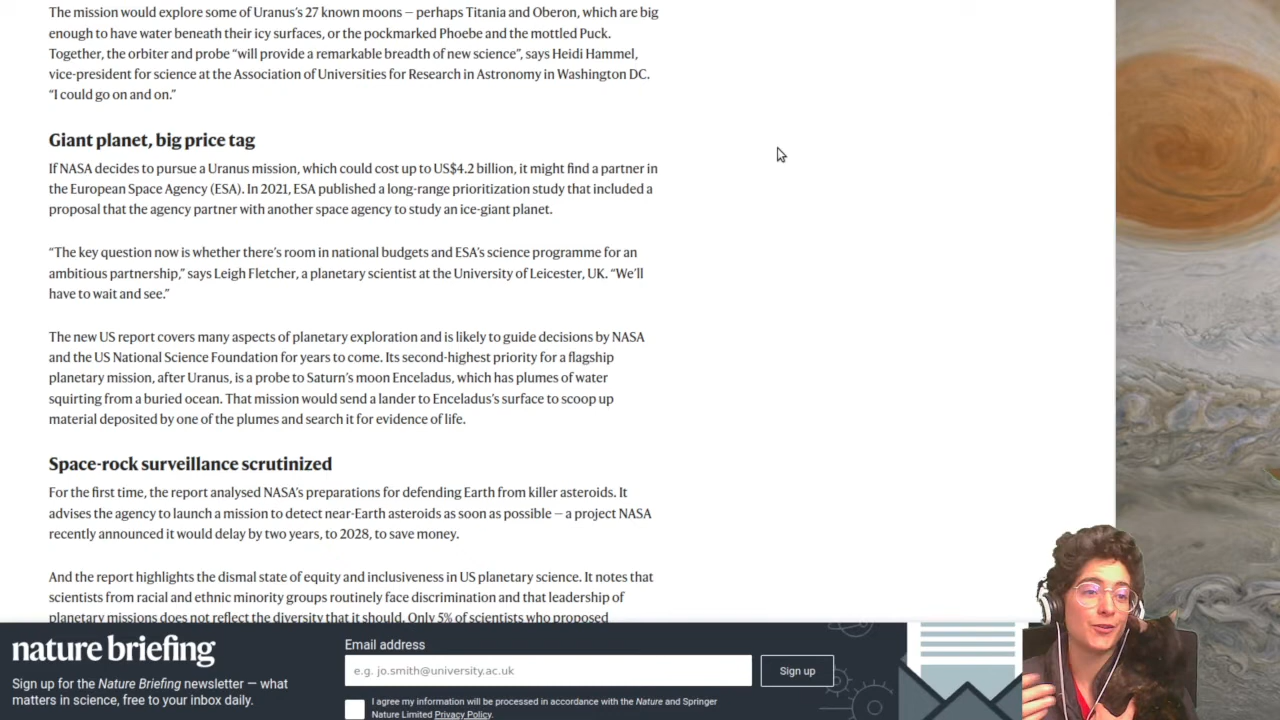 The mission would explore some of Uranus's 27 known moons — perhaps Titania and Oberon, which are big
enough to have water beneath their icy surfaces, or the pockmarked Phoebe and the mottled Puck.
Together, the orbiter and probe “will provide a remarkable breadth of new science”, says Heidi Hammel,
vice-president for science at the Association of Universities for Research in Astronomy in Washington DC.
“I could go on and on.”
Giant planet, big price tag
If NASA decides to pursue a Uranus mission, which could cost up to US$4.2 billion, it might find a partner in
the European Space Agency (ESA). In 2021, ESA published a long-range prioritization study that included a
proposal that the agency partner with another space agency to study an ice-giant planet.
“The key question now is whether there's room in national budgets and ESA's science programme for an
ambitious partnership,” says Leigh Fletcher, a planetary scientist at the University of Leicester, UK. “We'll
have to wait and see.”
The new US report covers many aspects of planetary exploration and is likely to guide decisions by NASA
and the US National Science Foundation for years to come. Its second-highest priority for a flagship
planetary mission, after Uranus, is a probe to Saturn's moon Enceladus, which has plumes of water
squirting from a buried ocean. That mission would send a lander to Enceladus's surface to scoop up
material deposited by one of the plumes and search it for evidence of life.
Space-rock surveillance scrutinized
For the first time, the report analysed NASA's preparations for defending Earth from killer asteroids. It
advises the agency to launch a mission to detect near-Earth asteroids as soon as possible — a project NASA
recently announced it would delay by two years, to 2028, to save money.
And the report highlights the dismal state of equity and inclusiveness in US planetary science. It notes that
scientists from racial and ethnic minority groups routinely face discrimination and that leadership of
planetary missions does not reflect the diversity that it should. Only 5% of scientists who proposed
nature briefing
Sign up for the Nature Briefing newsletter — what
matters in science, free to your inbox daily.
Email address
e.g. jo.smith@university.ac.uk
Sign up
I agree my information will be processed in accordance with the Nature and Springer
Nature Limited Privacy Policy.